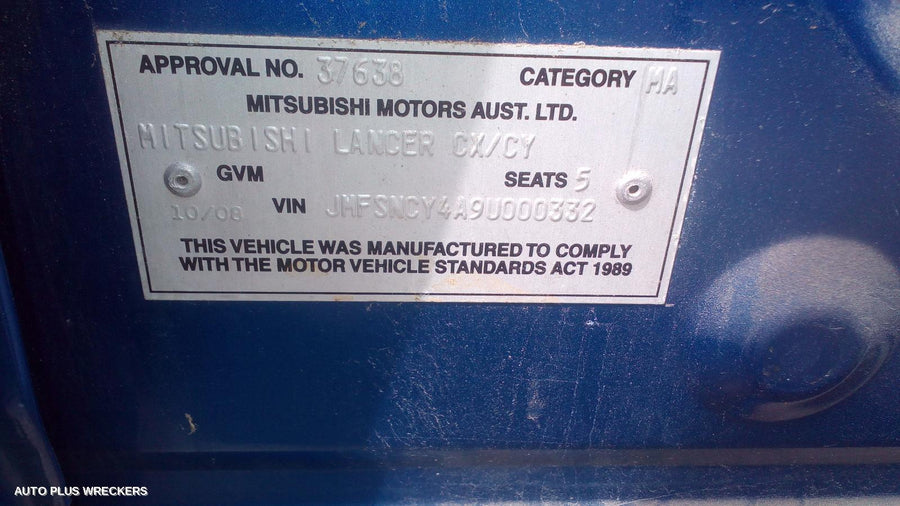 APPROVAL NO. 37638 CATEGORY MA
MITSUBISHI MOTORS AUST. LTD.
MITSUBISHI LANCER CX/CY
GVM SEATS 5
10/08 VIN JMFSNCY4A9U000332
THIS VEHICLE WAS MANUFACTURED TO COMPLY
WITH THE MOTOR VEHICLE STANDARDS ACT 1989
AUTO PLUS WRECKERS